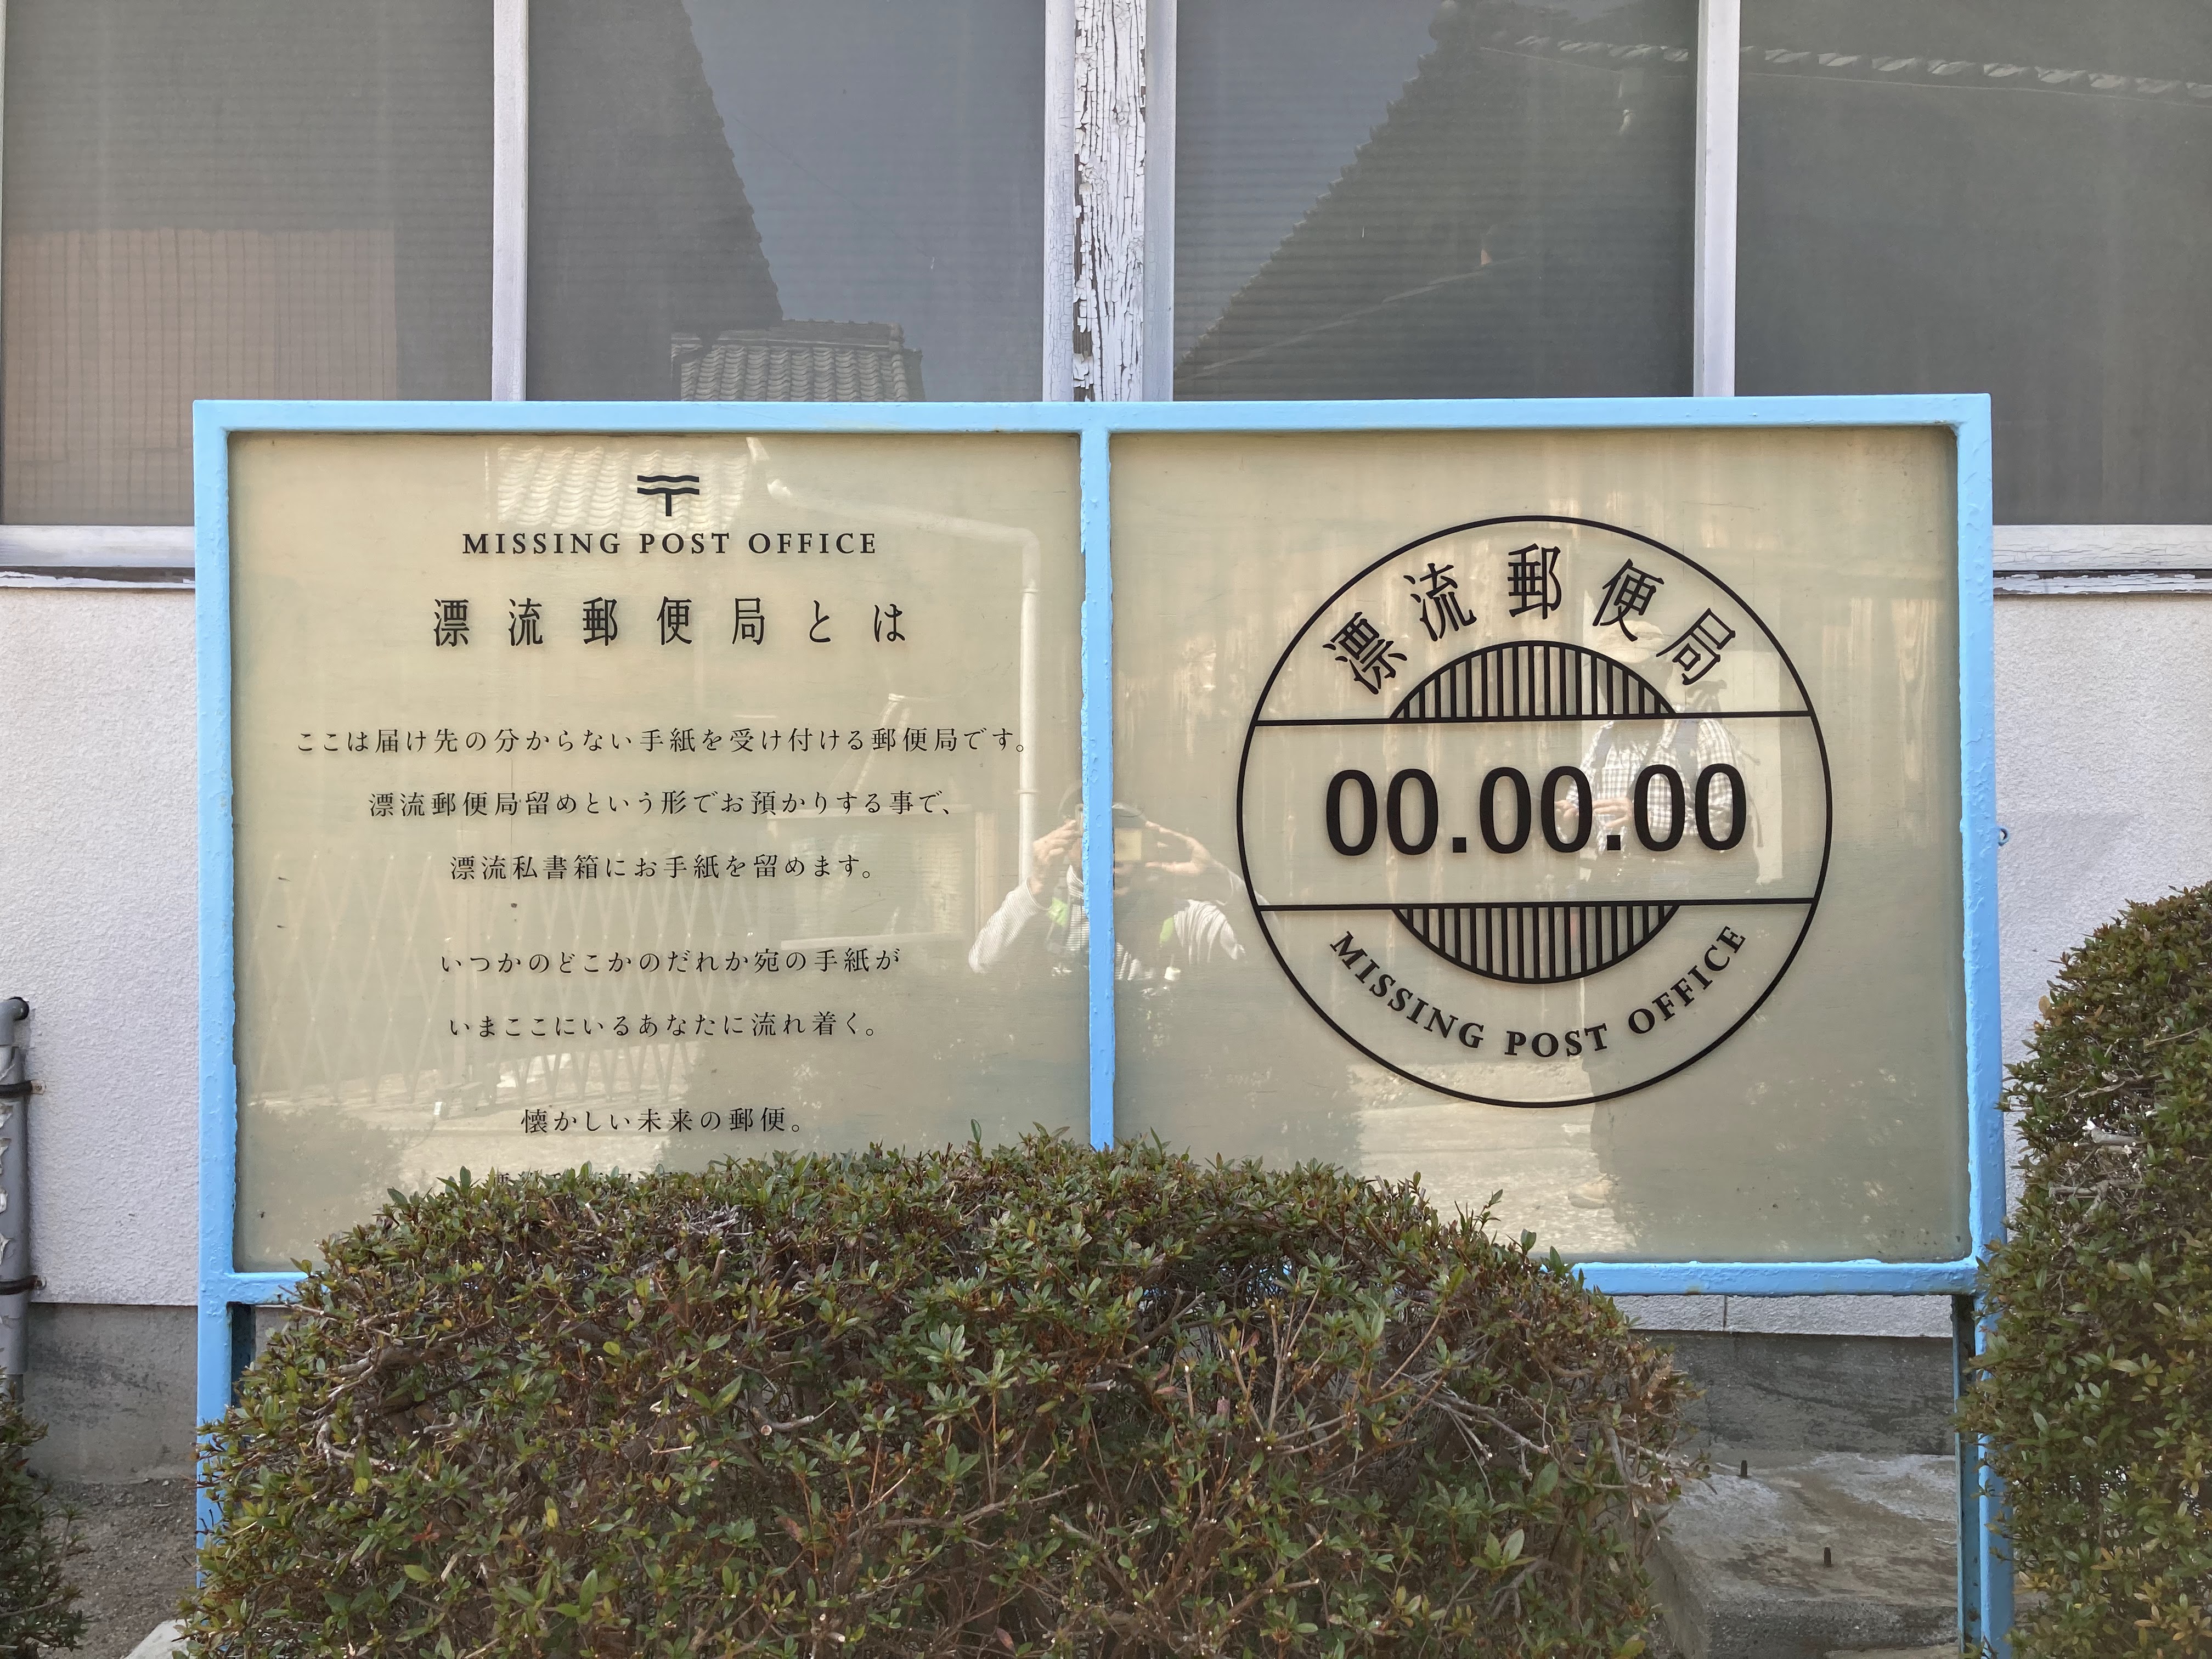 MISSING POST OFFICE
漂流郵便局とは
ここは届け先の分からない手紙を受け付ける郵便局です。
漂流郵便局留めという形でお預かりする事で、
漂流私書箱にお手紙を留めます。
いつかのどこかのだれか宛の手紙が
いまここにいるあなたに流れ着く。
懐かしい未来の郵便。
漂流郵便局
00.00.00
MISSING POST OFFICE